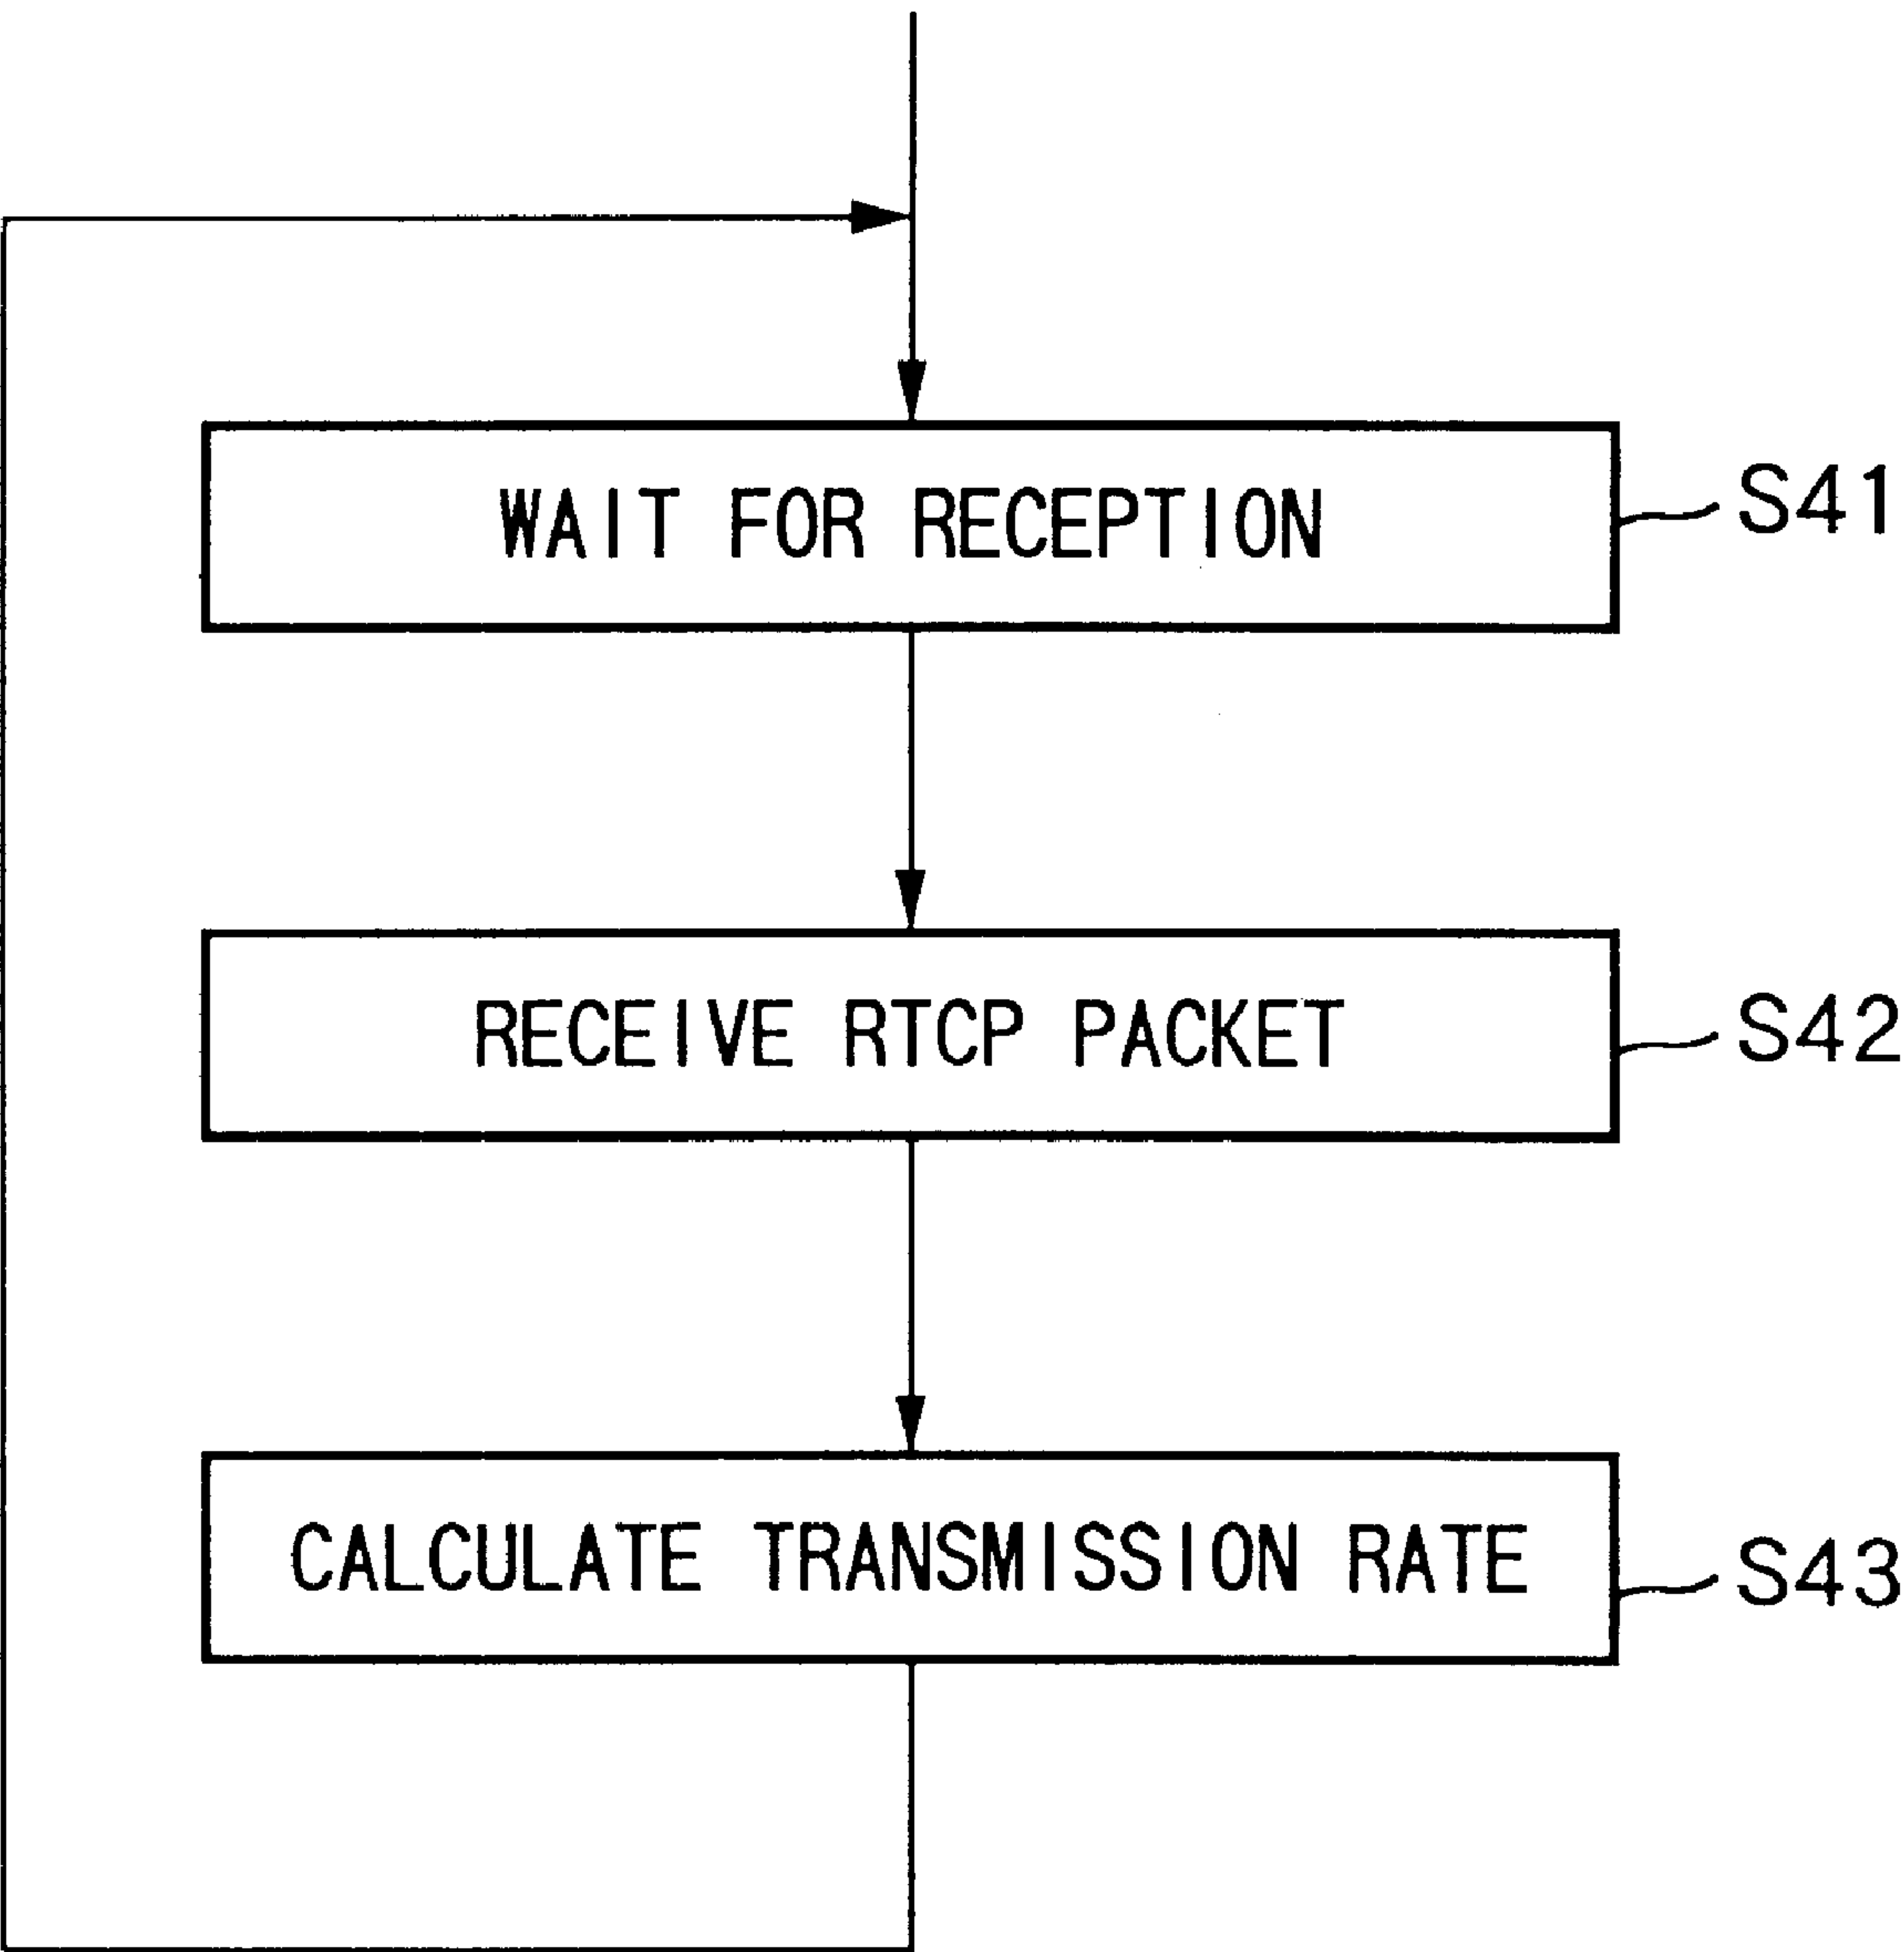 WAIT FOR RECEPTION
S41
RECEIVE RTCP PACKET
S42
CALCULATE TRANSMISSION RATE
S43